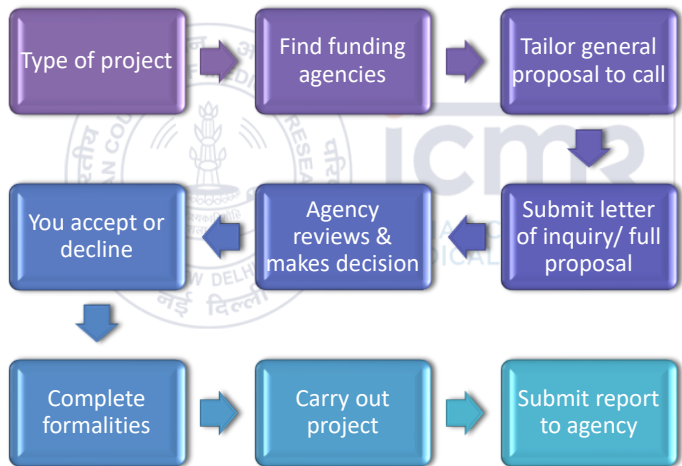 Type of project
Find funding
agencies
Tailor general
proposal to call
Submit letter
of inquiry/ full
proposal
Agency
reviews &
makes decision
You accept or
decline
Complete
formalities
Carry out
project
Submit report
to agency
icmr
नई दिल्ली